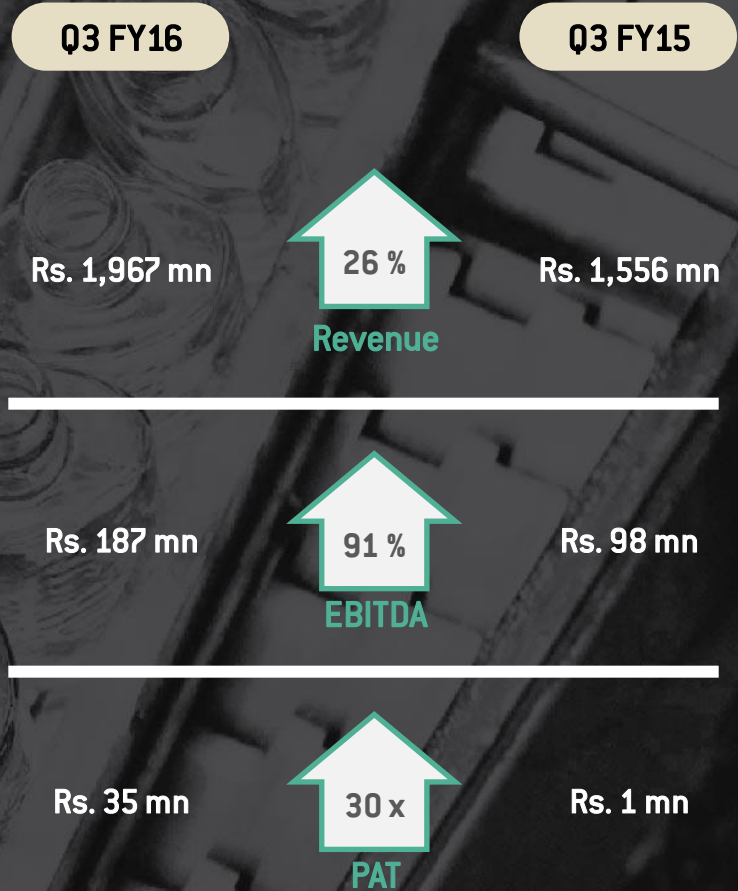 Q3 FY16
Q3 FY15
Rs. 1,967 mn
26 %
Rs. 1,556 mn
Revenue
Rs. 187 mn
91 %
Rs. 98 mn
EBITDA
Rs. 35 mn
30 x
Rs. 1 mn
PAT